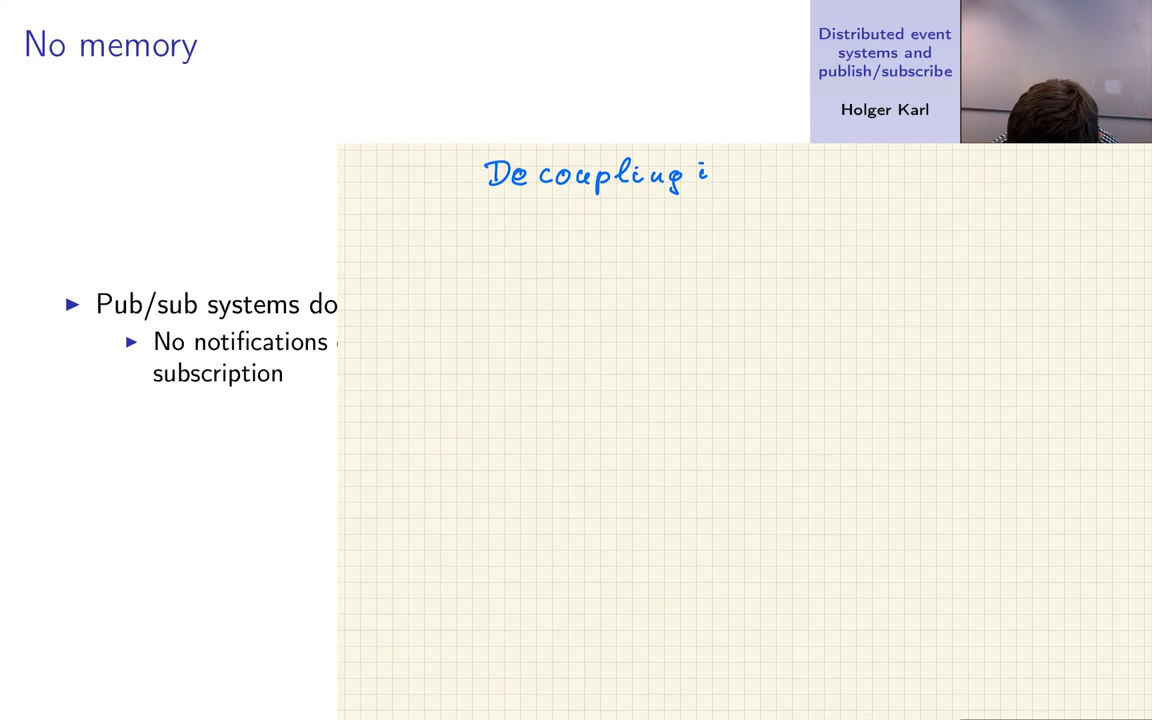 No memory
Distributed event
systems and
publish/subscribe
Holger Karl
Decoupling i
Pub/sub systems do
No notifications
subscription